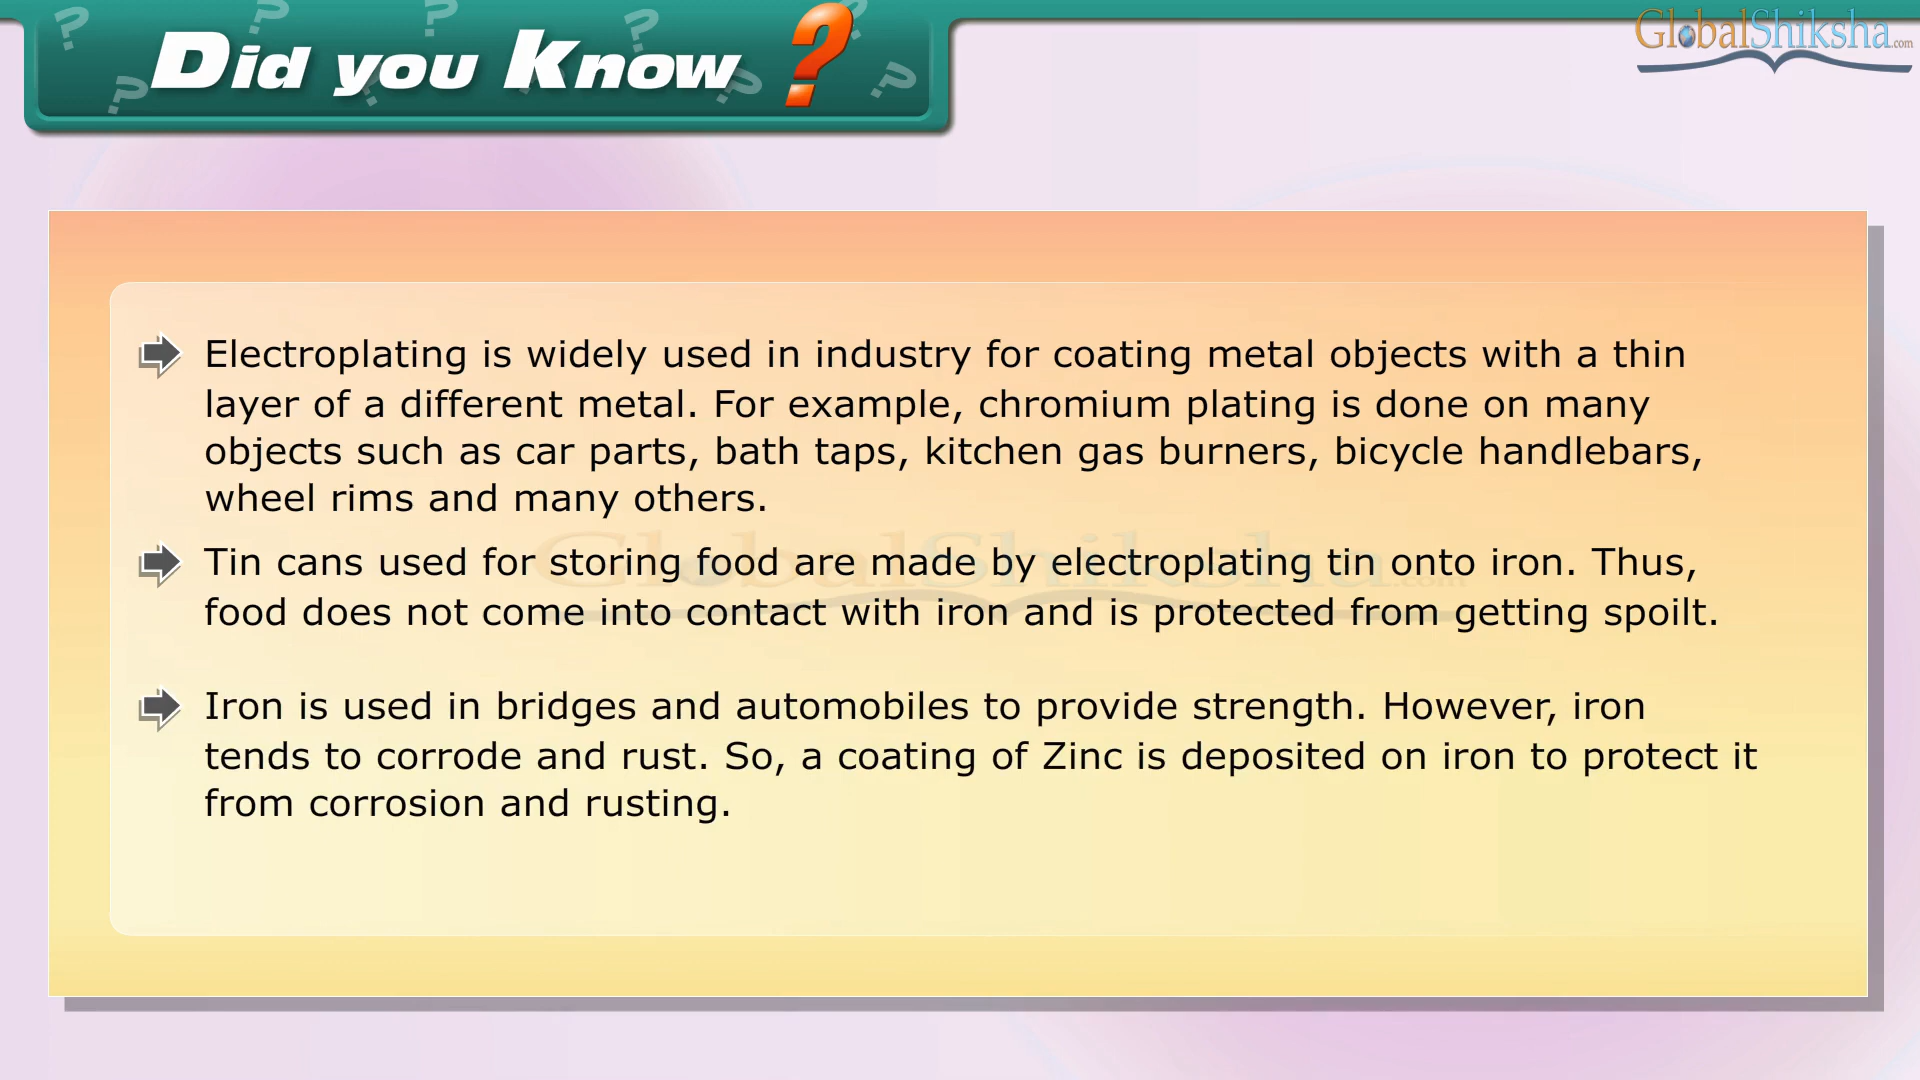 Did you Know ?
GlobalShiksha.com
Electroplating is widely used in industry for coating metal objects with a thin
layer of a different metal. For example, chromium plating is done on many
objects such as car parts, bath taps, kitchen gas burners, bicycle handlebars,
wheel rims and many others.
Tin cans used for storing food are made by electroplating tin onto iron. Thus,
food does not come into contact with iron and is protected from getting spoilt.
GlobalShiksha.com
Iron is used in bridges and automobiles to provide strength. However, iron
tends to corrode and rust. So, a coating of Zinc is deposited on iron to protect it
from corrosion and rusting.